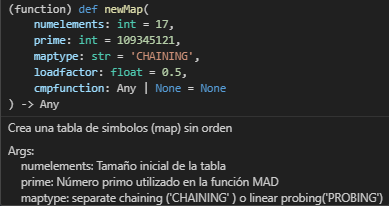 (function) def newMap(
    numelements: int = 17,
    prime: int = 109345121,
    maptype: str = 'CHAINING',
    loadfactor: float = 0.5,
    cmpfunction: Any | None = None
) -> Any
Crea una tabla de simbolos (map) sin orden
Args:
numelements: Tamaño inicial de la tabla
prime: Número primo utilizado en la función MAD
maptype: separate chaining ('CHAINING' ) o linear probing('PROBING')